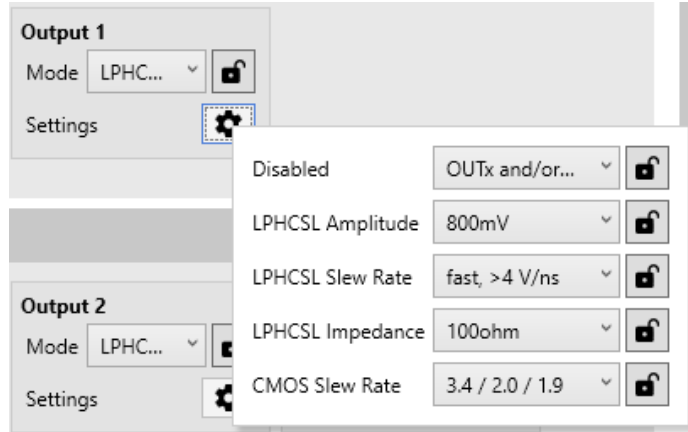 Output 1
Mode LPHC...
Settings
Disabled OUTx and/or...
LPHCSL Amplitude 800mV
LPHCSL Slew Rate fast, >4 V/ns
LPHCSL Impedance 100ohm
CMOS Slew Rate 3.4 / 2.0 / 1.9
Output 2
Mode LPHC...
Settings